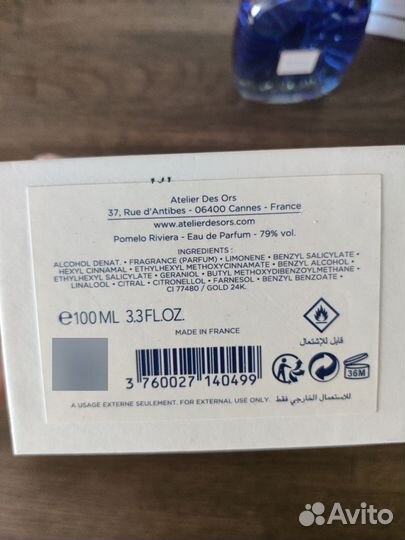 Atelier Des Ors
37, Rue d'Antibes - 06400 Cannes - France
www.atelierdesors.com
Pomelo Riviera - Eau de Parfum - 79% vol.
INGREDIENTS :
ALCOHOL DENAT. • FRAGRANCE (PARFUM) • LIMONENE • BENZYL SALICYLATE •
HEXYL CINNAMAL • ETHYLHEXYL METHOXYCINNAMATE • BENZYL ALCOHOL •
ETHYLHEXYL SALICYLATE • GERANIOL • BUTYL METHOXYDIBENZOYLMETHANE •
LINALOOL • CITRAL • CITRONELLOL • FARNESOL • BENZYL BENZOATE •
CI 77480 / GOLD 24K.
℮100 ML 3.3 FL.OZ.
MADE IN FRANCE
قابل للإشتعال
3 760027 140499
36M
A USAGE EXTERNE SEULEMENT. FOR EXTERNAL USE ONLY.
للاستعمال الخارجي فقط
Avito